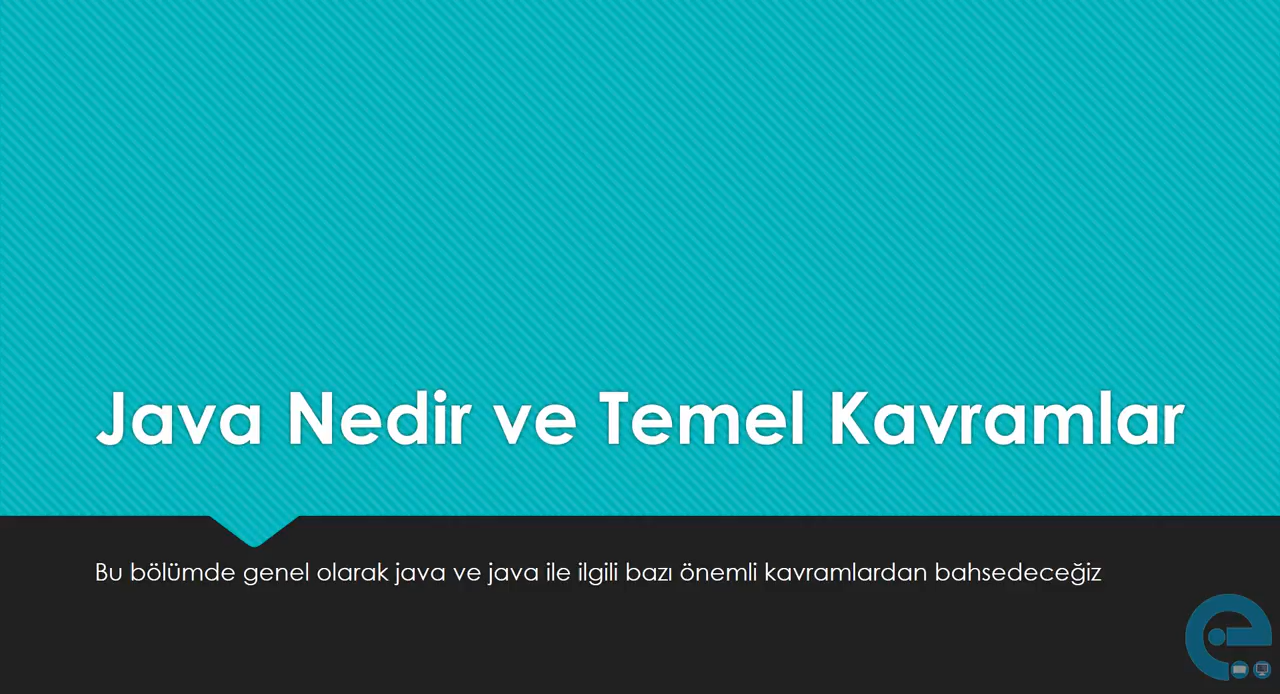 Java Nedir ve Temel Kavramlar
Bu bölümde genel olarak java ve java ile ilgili bazı önemli kavramlardan bahsedeceğiz